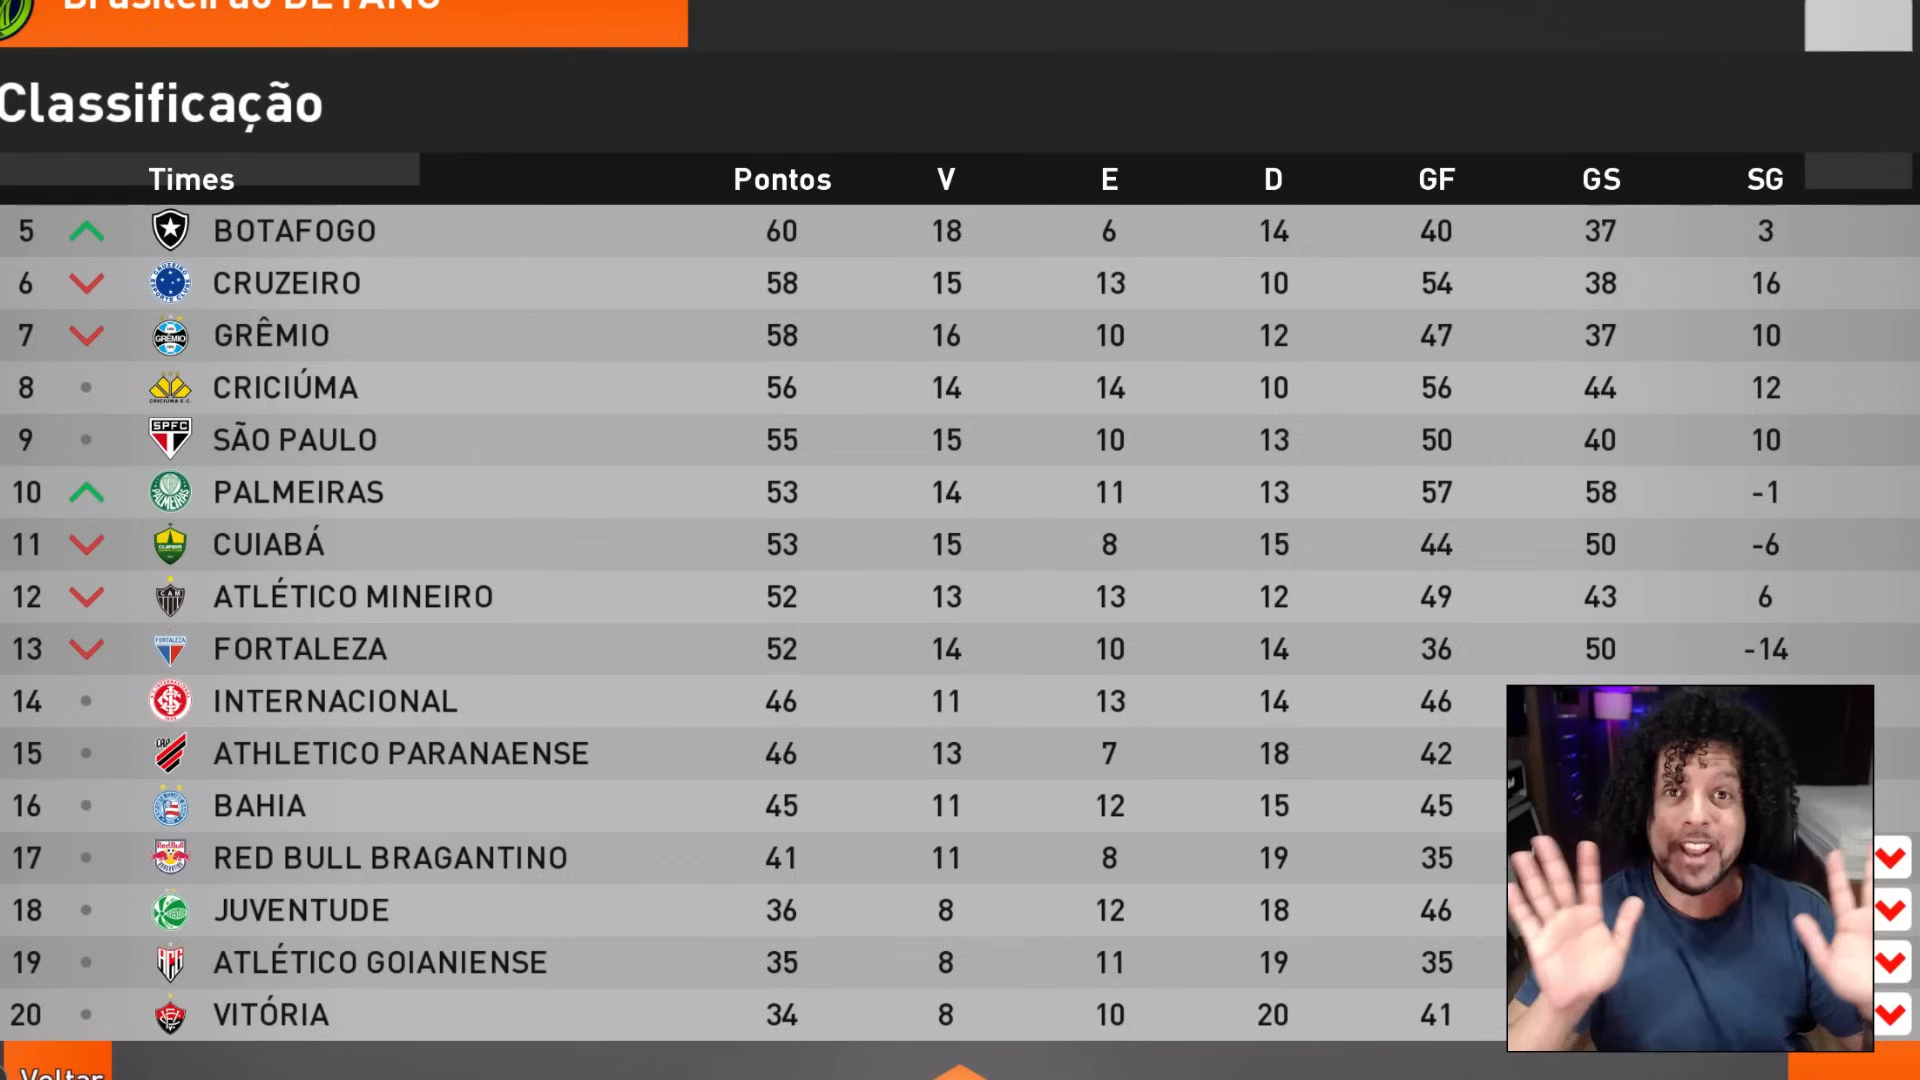 Brasileirão BETANO
Classificação
Times Pontos V E D GF GS SG
5 BOTAFOGO 60 18 6 14 40 37 3
6 CRUZEIRO 58 15 13 10 54 38 16
7 GRÊMIO 58 16 10 12 47 37 10
8 CRICIÚMA 56 14 14 10 56 44 12
9 SÃO PAULO 55 15 10 13 50 40 10
10 PALMEIRAS 53 14 11 13 57 58 -1
11 CUIABÁ 53 15 8 15 44 50 -6
12 ATLÉTICO MINEIRO 52 13 13 12 49 43 6
13 FORTALEZA 52 14 10 14 36 50 -14
14 INTERNACIONAL 46 11 13 14 46
15 ATHLETICO PARANAENSE 46 13 7 18 42
16 BAHIA 45 11 12 15 45
17 RED BULL BRAGANTINO 41 11 8 19 35
18 JUVENTUDE 36 8 12 18 46
19 ATLÉTICO GOIANIENSE 35 8 11 19 35
20 VITÓRIA 34 8 10 20 41
Voltar